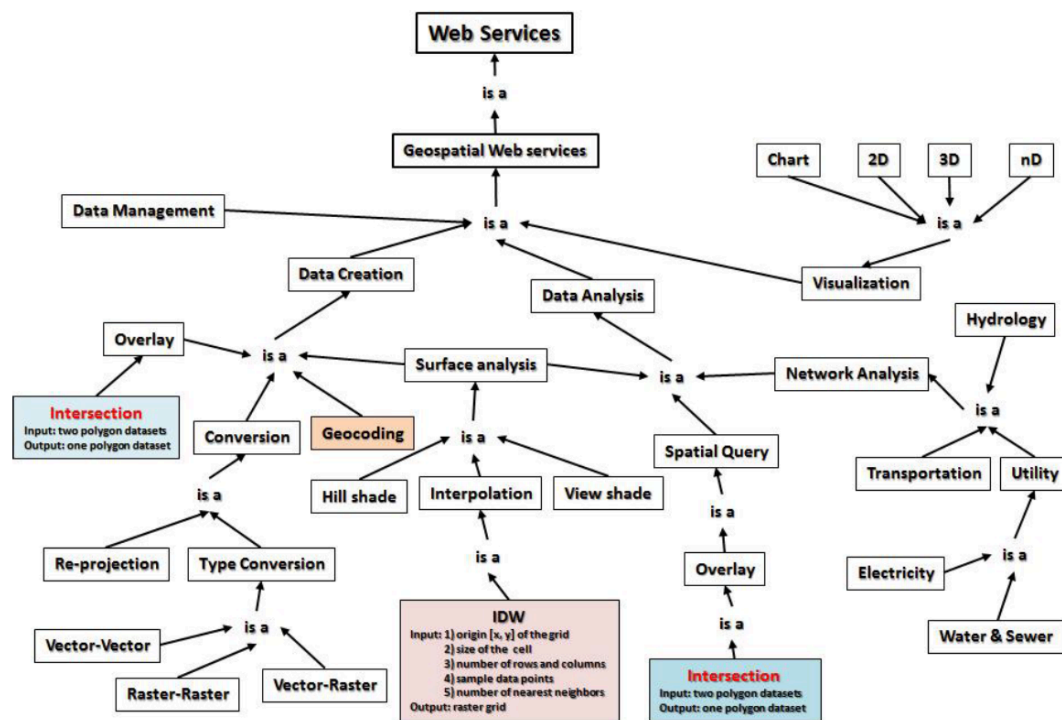 Web Services
is a
Geospatial Web services
Chart
2D
3D
nD
Data Management
is a
is a
Data Creation
Data Analysis
Visualization
Hydrology
Overlay
is a
Surface analysis
is a
Network Analysis
Intersection
Input: two polygon datasets
Output: one polygon dataset
Conversion
Geocoding
is a
is a
Spatial Query
Transportation
Utility
Hill shade
Interpolation
View shade
is a
is a
is a
Re-projection
Type Conversion
is a
Overlay
Electricity
is a
is a
Vector-Vector
Raster-Raster
Vector-Raster
IDW
Input: 1) origin [x, y] of the grid
2) size of the cell
3) number of rows and columns
4) sample data points
5) number of nearest neighbors
Output: raster grid
Water & Sewer
Intersection
Input: two polygon datasets
Output: one polygon dataset